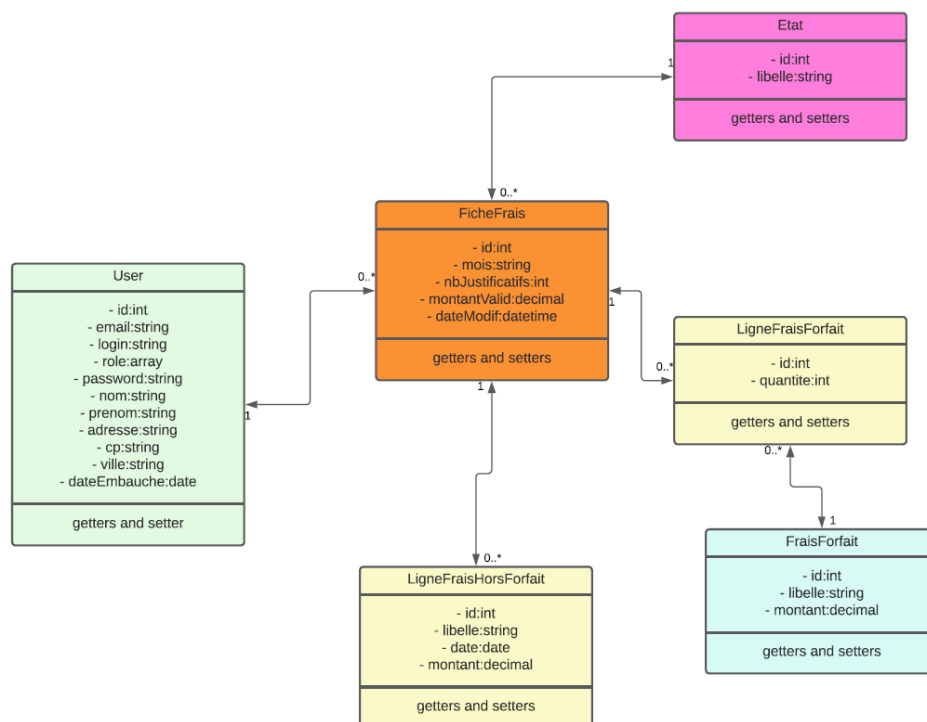 Etat
- id:int
- libelle:string
getters and setters
1
0..*
FicheFrais
- id:int
- mois:string
- nbJustificatifs:int
- montantValid:decimal
- dateModif:datetime
getters and setters
0..*
1
1
User
- id:int
- email:string
- login:string
- role:array
- password:string
- nom:string
- prenom:string
- adresse:string
- cp:string
- ville:string
- dateEmbauche:date
getters and setter
1
LigneFraisForfait
- id:int
- quantite:int
getters and setters
0..*
0..*
1
FraisForfait
- id:int
- libelle:string
- montant:decimal
getters and setters
0..*
LigneFraisHorsForfait
- id:int
- libelle:string
- date:date
- montant:decimal
getters and setters